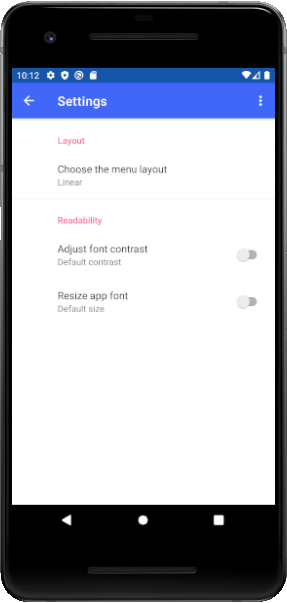 10:12
Settings
Layout
Choose the menu layout
Linear
Readability
Adjust font contrast
Default contrast
Resize app font
Default size